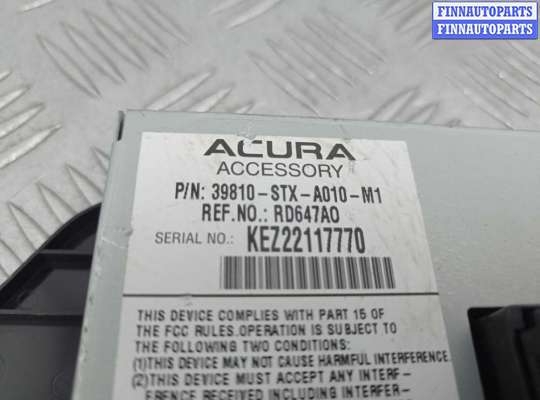 FINNAUTOPARTS
FINNAUTOPARTS
ACURA
ACCESSORY
P/N: 39810-STX-A010-M1
REF.NO.: RD647AO
SERIAL NO.: KEZ22117770
THIS DEVICE COMPLIES WITH PART 15 OF
THE FCC RULES.OPERATION IS SUBJECT TO
THE FOLLOWING TWO CONDITIONS:
(1)THIS DEVICE MAY NOT CAUSE HARMFUL INTERFERENCE.
(2)THIS DEVICE MUST ACCEPT ANY INTERF-
ERENCE RECEIVED INCLUDING INTERFER-